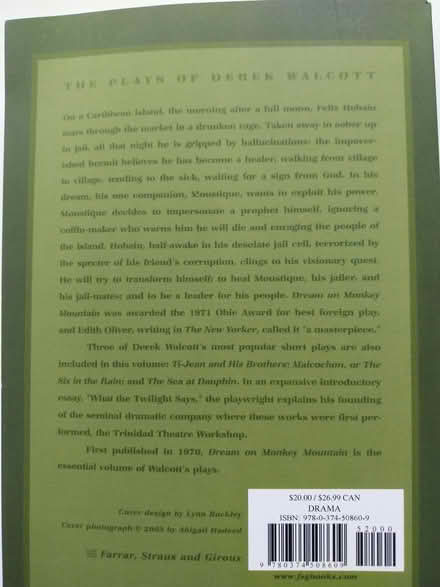 THE PLAYS OF DEREK WALCOTT
On a Caribbean island, the morning after a full moon, Felix Hobain
tears through the market in a drunken rage. Taken away to sober up
in jail, all that night he is gripped by hallucinations: the impover-
ished hermit believes he has become a healer, walking from village
to village, tending to the sick, waiting for a sign from God. In his
dream, his one companion, Moustique, wants to exploit his power.
Moustique decides to impersonate a prophet himself, ignoring a
coffin-maker who warns him he will die and enraging the people of
the island. Hobain, half-awake in his desolate jail cell, terrorized by
the specter of his friend's corruption, clings to his visionary quest.
He will try to transform himself; to heal Moustique, his jailer, and
his jail-mates; and to be a leader for his people. Dream on Monkey
Mountain was awarded the 1971 Obie Award for best foreign play,
and Edith Oliver, writing in The New Yorker, called it "a masterpiece."
Three of Derek Walcott's most popular short plays are also
included in this volume: Ti-Jean and His Brothers; Malcochon, or The
Six in the Rain; and The Sea at Dauphin. In an expansive introductory
essay, "What the Twilight Says," the playwright explains his founding
of the seminal dramatic company where these works were first per-
formed, the Trinidad Theatre Workshop.
First published in 1970, Dream on Monkey Mountain is the
essential volume of Walcott's plays.
Cover design by Lynn Buckley
Cover photograph © 2003 by Abigail Hadeed
Farrar, Straus and Giroux
$20.00 / $26.99 CAN
DRAMA
ISBN: 978-0-374-50860-9
52000
9 780374 508609
www.fsgbooks.com